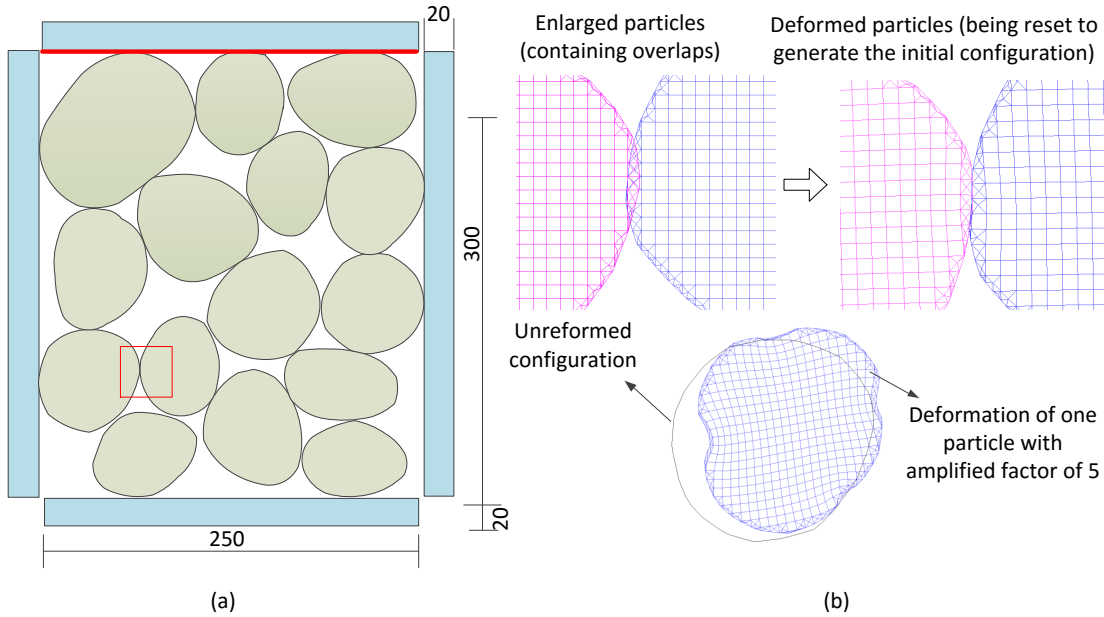 20
300
20
250
(a)
Enlarged particles
(containing overlaps)
Deformed particles (being reset to
generate the initial configuration)
Unreformed
configuration
Deformation of one
particle with
amplified factor of 5
(b)